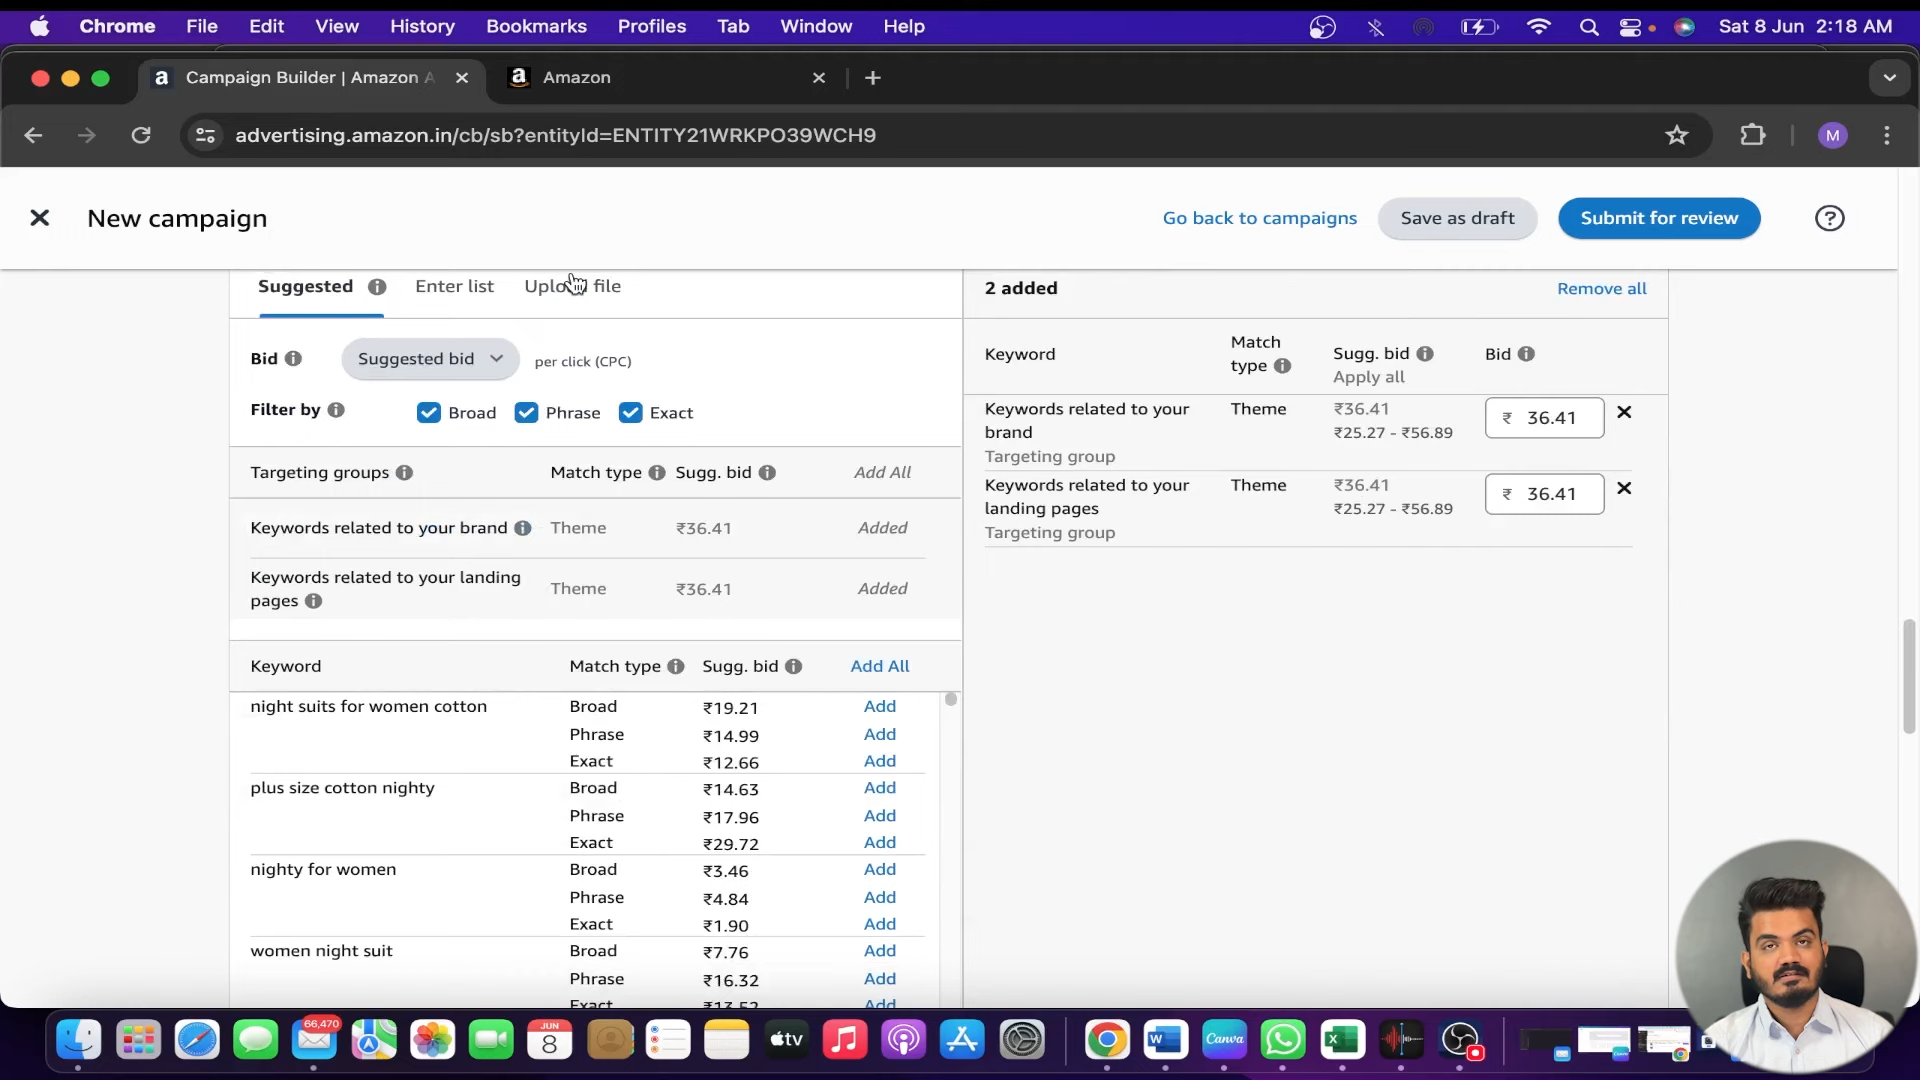 Chrome File Edit View History Bookmarks Profiles Tab Window Help Sat 8 Jun 2:18 AM
Campaign Builder | Amazon A
Amazon
advertising.amazon.in/cb/sb?entityId=ENTITY21WRKPO39WCH9
M
New campaign
Go back to campaigns
Save as draft
Submit for review
Suggested Enter list Upload file
2 added
Remove all
Bid Suggested bid per click (CPC)
Filter by Broad Phrase Exact
Keyword Match type Sugg. bid Bid
Apply all
Targeting groups Match type Sugg. bid Add All
Keywords related to your brand Theme ₹36.41 Added
Keywords related to your landing pages Theme ₹36.41 Added
Keywords related to your brand Theme ₹36.41 ₹ 36.41
₹25.27 - ₹56.89
Targeting group
Keywords related to your landing pages Theme ₹36.41 ₹ 36.41
₹25.27 - ₹56.89
Targeting group
Keyword Match type Sugg. bid Add All
night suits for women cotton Broad ₹19.21 Add
Phrase ₹14.99 Add
Exact ₹12.66 Add
plus size cotton nighty Broad ₹14.63 Add
Phrase ₹17.96 Add
Exact ₹29.72 Add
nighty for women Broad ₹3.46 Add
Phrase ₹4.84 Add
Exact ₹1.90 Add
women night suit Broad ₹7.76 Add
Phrase ₹16.32 Add
Exact ₹13.52 Add
66,470
JUN
8
tv
Canva